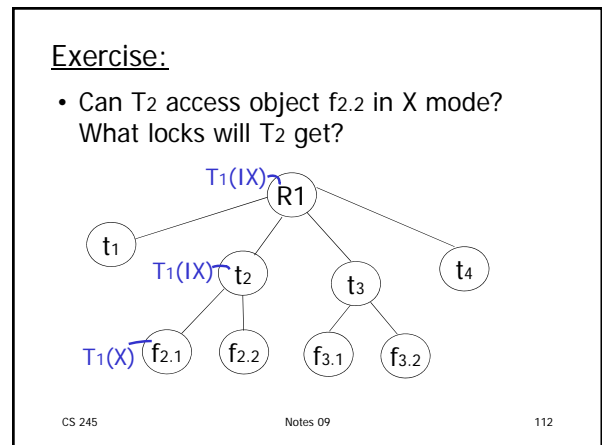 Exercise:
• Can T2 access object f2.2 in X mode?
What locks will T2 get?
T1(IX)
R1
t1
T1(IX)
t2
t3
t4
T1(X)
f2.1
f2.2
f3.1
f3.2
CS 245
Notes 09
112